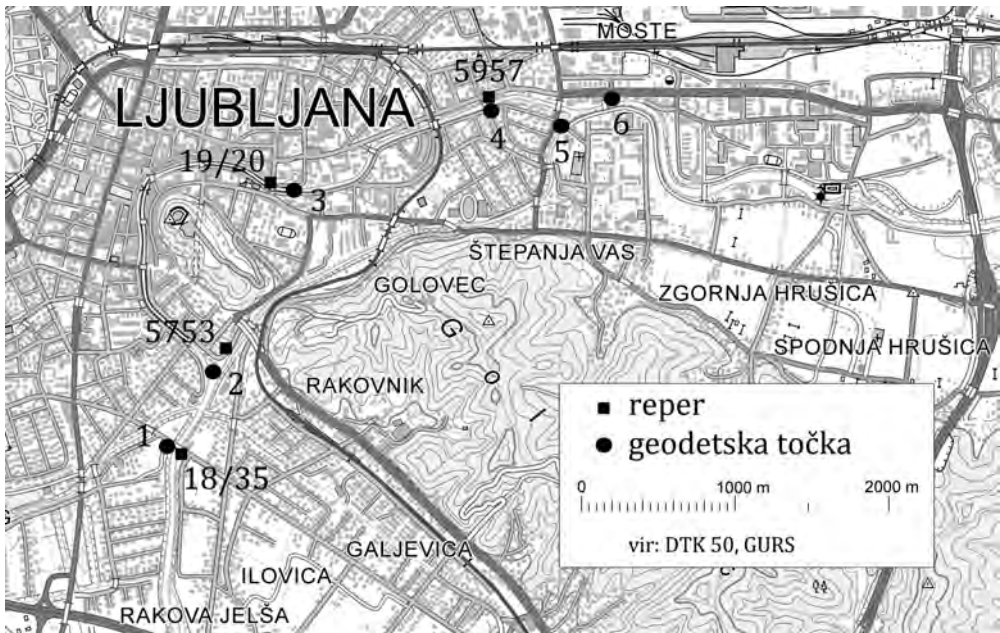 MOSTE
5957
LJUBLJANA
4
5
6
19/20
3
ŠTEPANJA VAS
GOLOVEC
G
O
L
ZGORNJA HRUŠICA
5753
SPODNJA HRUŠICA
2
RAKOVNIK
1
18/35
reper
geodetska točka
0 1000 m 2000 m
vir: DTK 50, GURS
GALJEVICA
ILOVICA
RAKOVA JELŠA